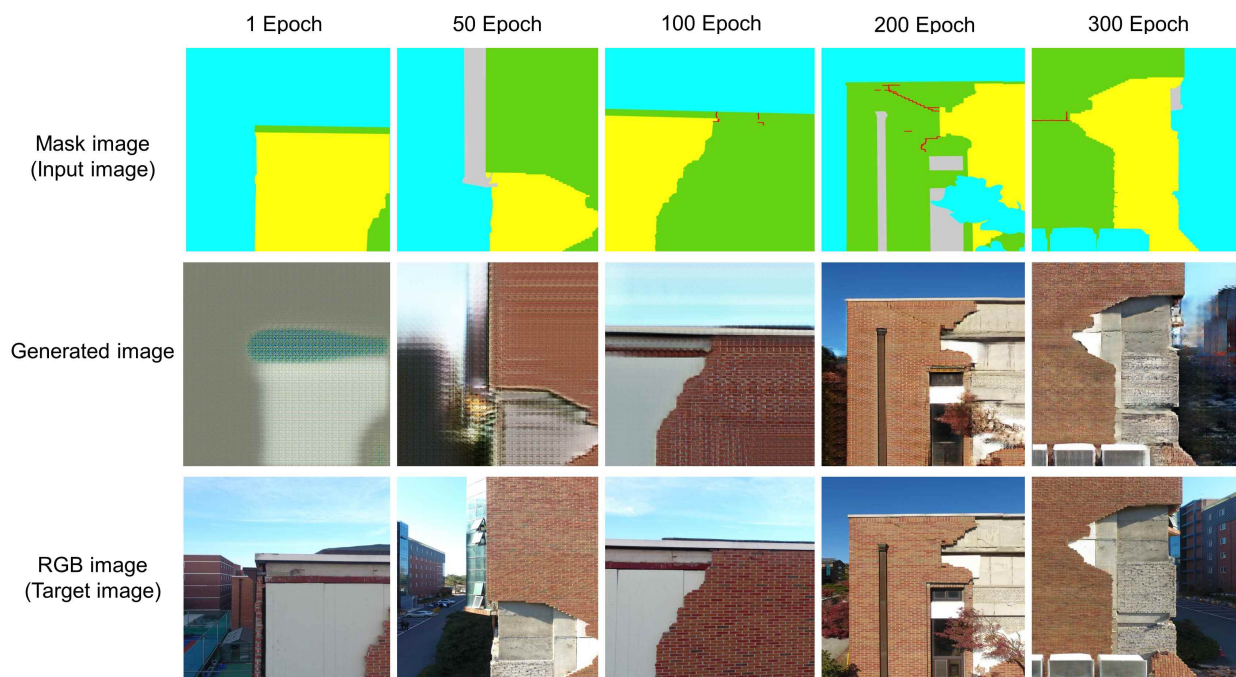 1 Epoch
50 Epoch
100 Epoch
200 Epoch
300 Epoch
Mask image
(Input image)
Generated image
RGB image
(Target image)